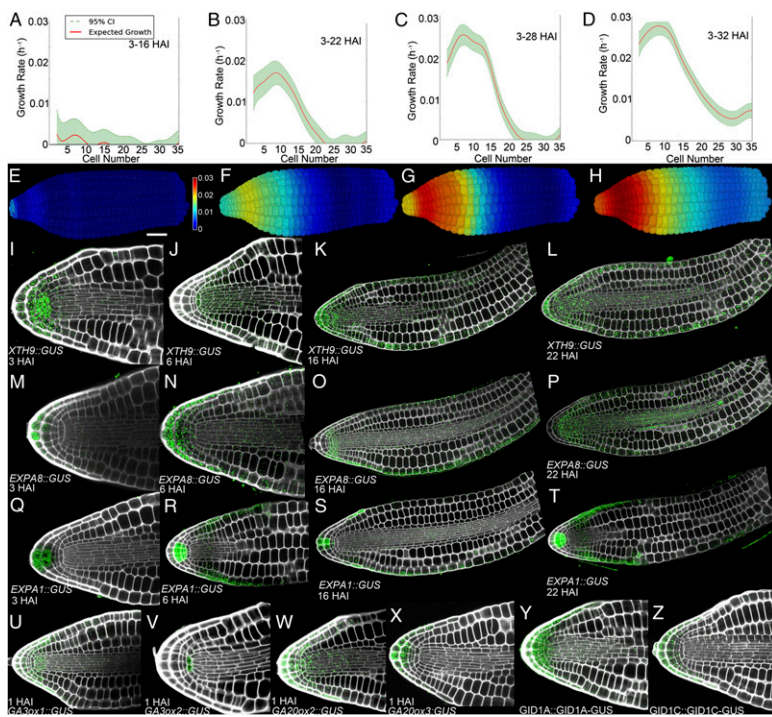 A
95% CI
Expected Growth
3-16 HAI
Growth Rate (h⁻¹)
0.03
0.02
0.01
0
5 10 15 20 25 30 35
Cell Number
B
3-22 HAI
Growth Rate (h⁻¹)
0.03
0.02
0.01
0
5 10 15 20 25 30 35
Cell Number
C
3-28 HAI
Growth Rate (h⁻¹)
0.03
0.02
0.01
0
5 10 15 20 25 30 35
Cell Number
D
3-32 HAI
Growth Rate (h⁻¹)
0.03
0.02
0.01
0
5 10 15 20 25 30 35
Cell Number
E
0.03
0.02
0.01
0
F
G
H
I
XTH9::GUS
3 HAI
J
XTH9::GUS
6 HAI
K
XTH9::GUS
16 HAI
L
XTH9::GUS
22 HAI
M
EXPA8::GUS
3 HAI
N
EXPA8::GUS
6 HAI
O
EXPA8::GUS
16 HAI
P
EXPA8::GUS
22 HAI
Q
EXPA1::GUS
3 HAI
R
EXPA1::GUS
6 HAI
S
EXPA1::GUS
16 HAI
T
EXPA1::GUS
22 HAI
U
1 HAI
GA3ox1::GUS
V
1 HAI
GA3ox2::GUS
W
1 HAI
GA20ox2::GUS
X
1 HAI
GA20ox3::GUS
Y
GID1A::GID1A-GUS
Z
GID1C::GID1C-GUS